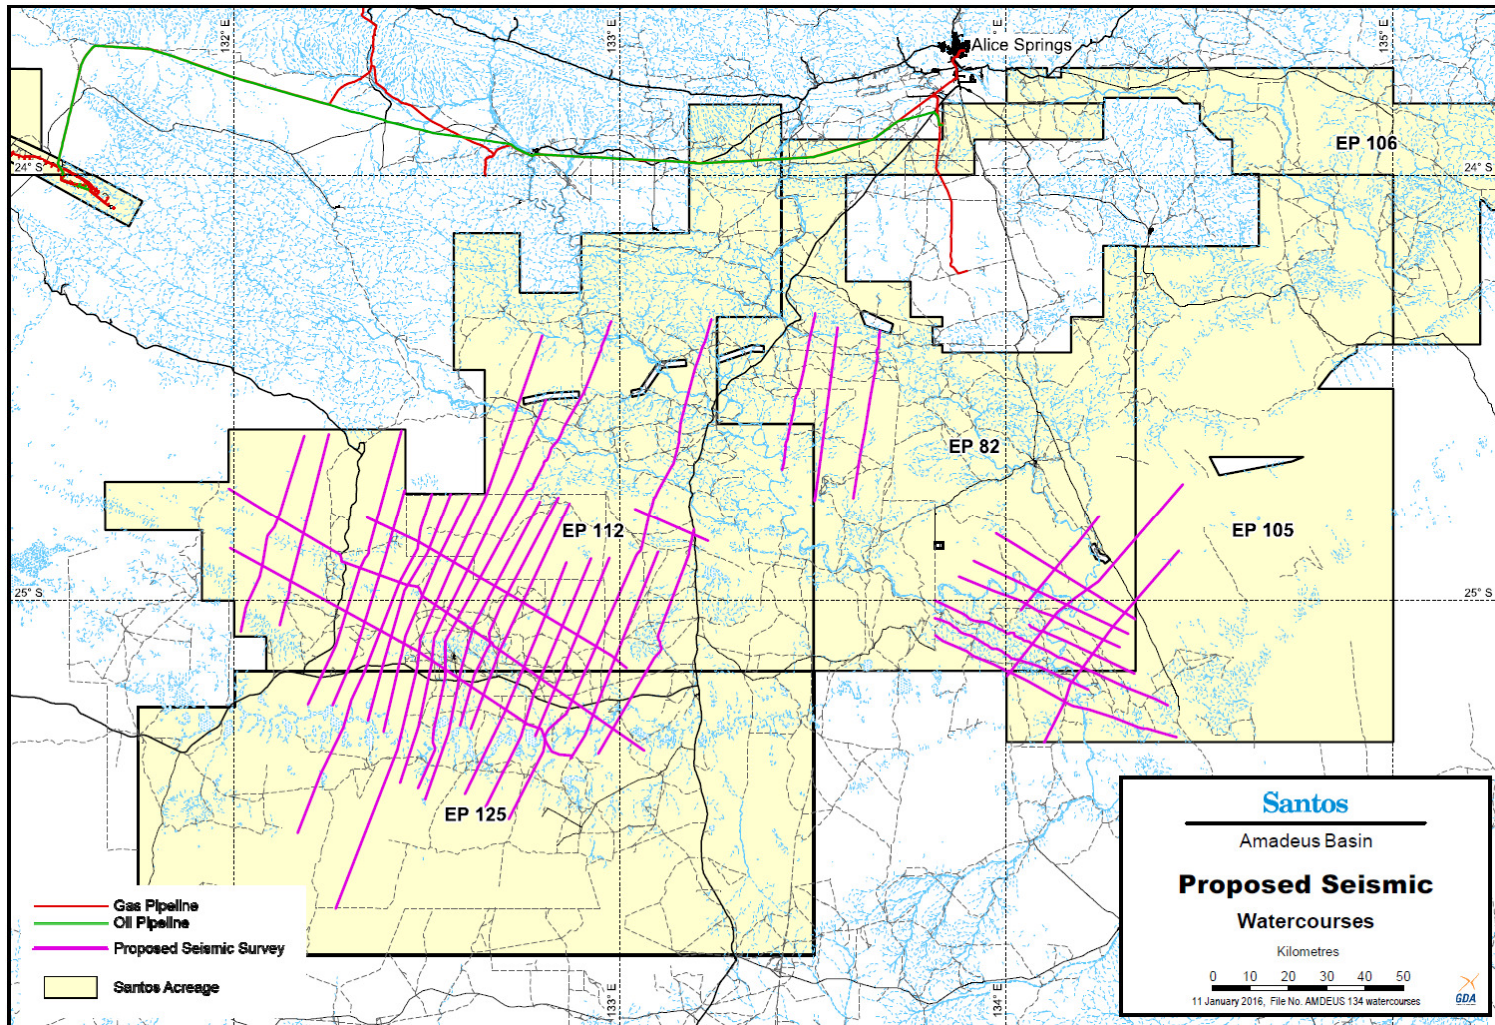 132° E
133° E
134° E
135° E
Alice Springs
EP 106
24° S
24° S
EP 82
EP 112
EP 105
25° S
25° S
EP 125
Gas Pipeline
Oil Pipeline
Proposed Seismic Survey
Santos Acreage
Santos
Amadeus Basin
Proposed Seismic
Watercourses
Kilometres
0 10 20 30 40 50
11 January 2016, File No. AMDEUS 134 watercourses
GDA
133° E
134° E